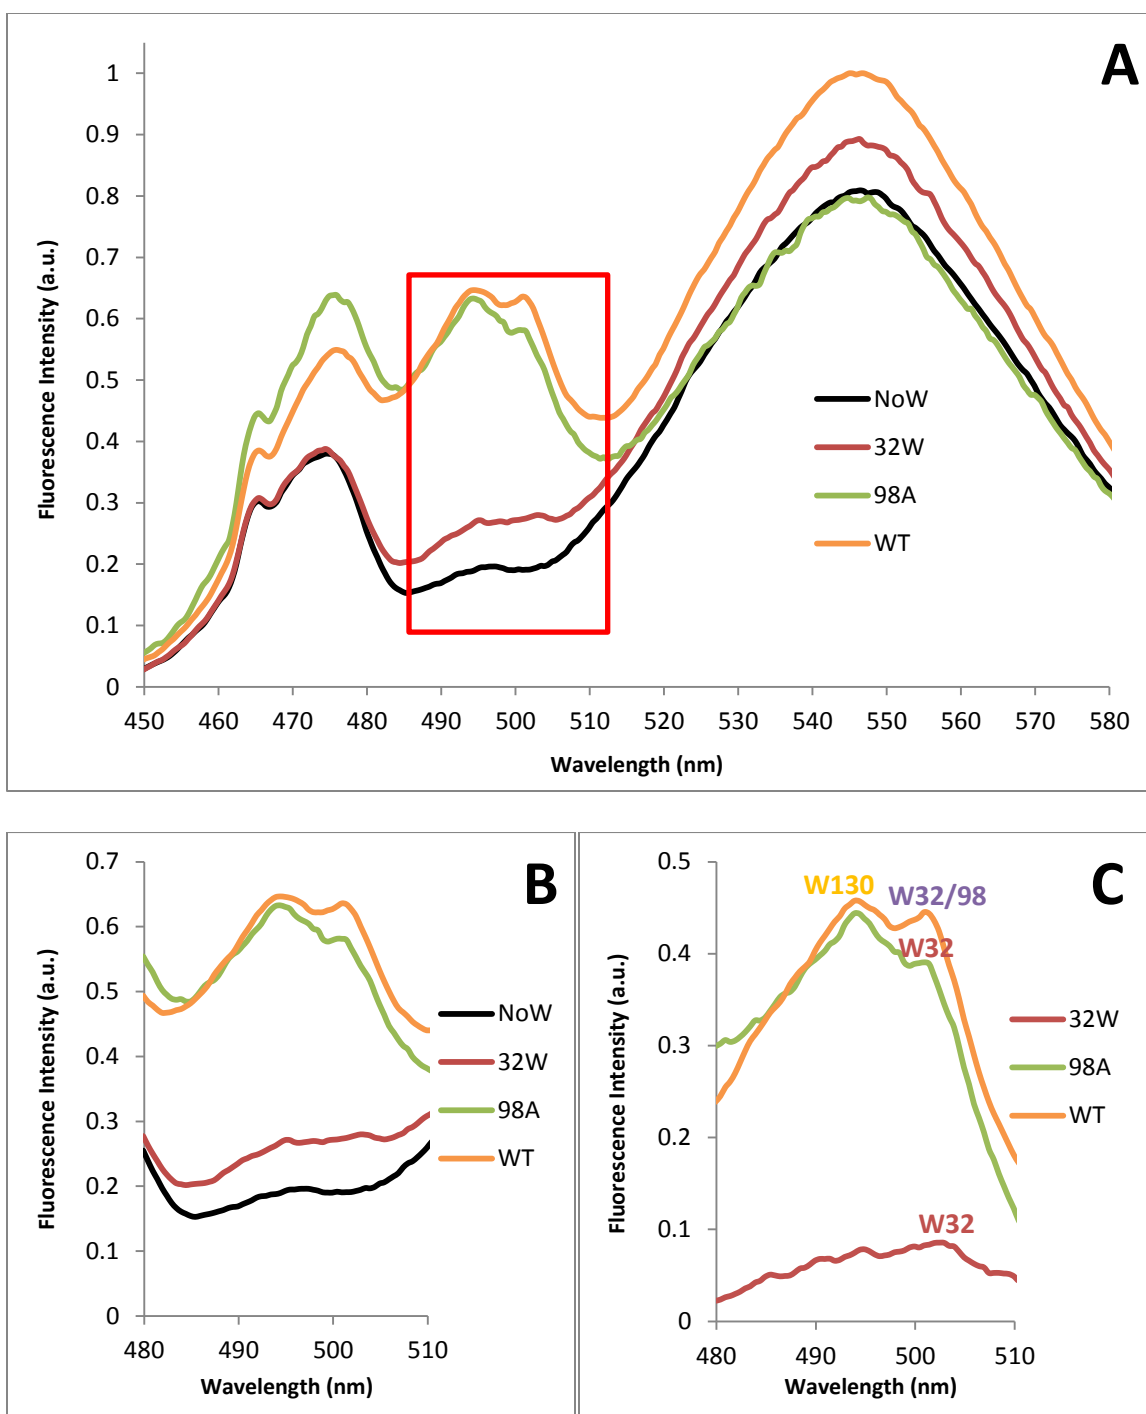 A
1
0.9
0.8
0.7
0.6
0.5
0.4
0.3
0.2
0.1
0
Fluorescence Intensity (a.u.)
NoW
32W
98A
WT
450 460 470 480 490 500 510 520 530 540 550 560 570 580
Wavelength (nm)
B
0.7
0.6
0.5
0.4
0.3
0.2
0.1
0
Fluorescence Intensity (a.u.)
NoW
32W
98A
WT
480 490 500 510
Wavelength (nm)
C
0.5
0.4
0.3
0.2
0.1
0
Fluorescence Intensity (a.u.)
W130
W32/98
W32
W32
32W
98A
WT
480 490 500 510
Wavelength (nm)